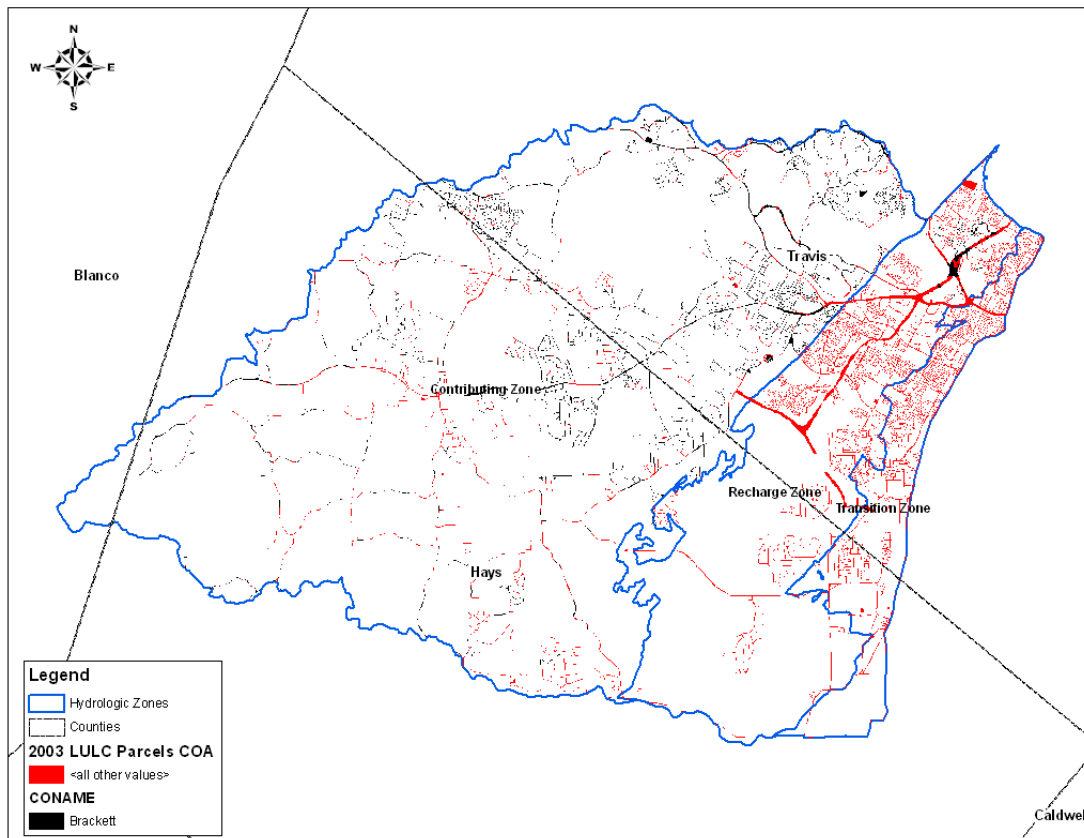 N
W E
S
Travis
Blanco
Contributing Zone
Recharge Zone
Transition Zone
Hays
Legend
Hydrologic Zones
Counties
2003 LULC Parcels COA
<all other values>
CONAME
Brackett
Caldwel